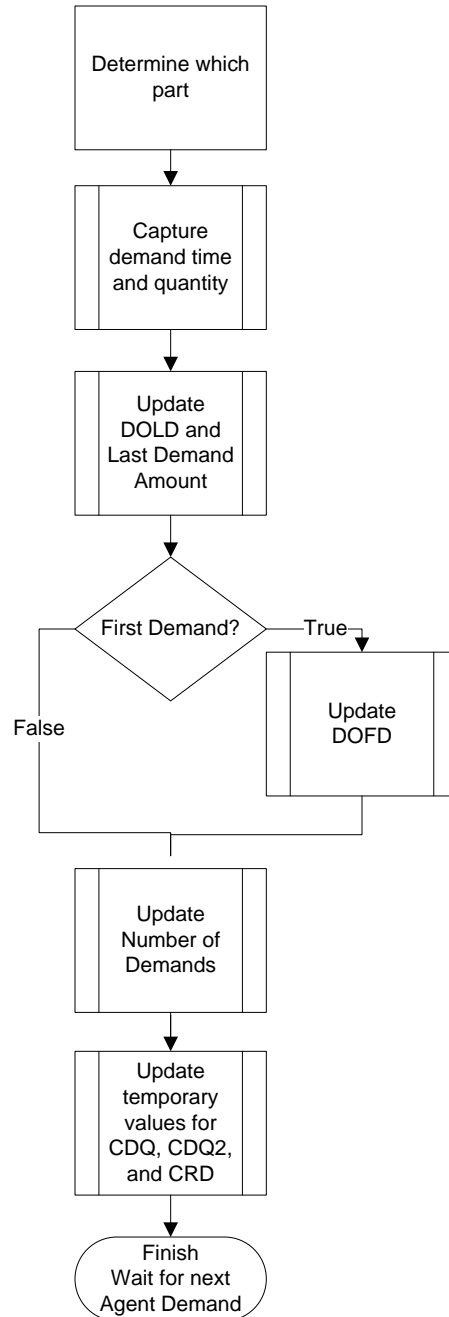 Determine which
part
Capture
demand time
and quantity
Update
DOLD and
Last Demand
Amount
First Demand?
True
False
Update
DOFD
Update
Number of
Demands
Update
temporary
values for
CDQ, CDQ2,
and CRD
Finish
Wait for next
Agent Demand